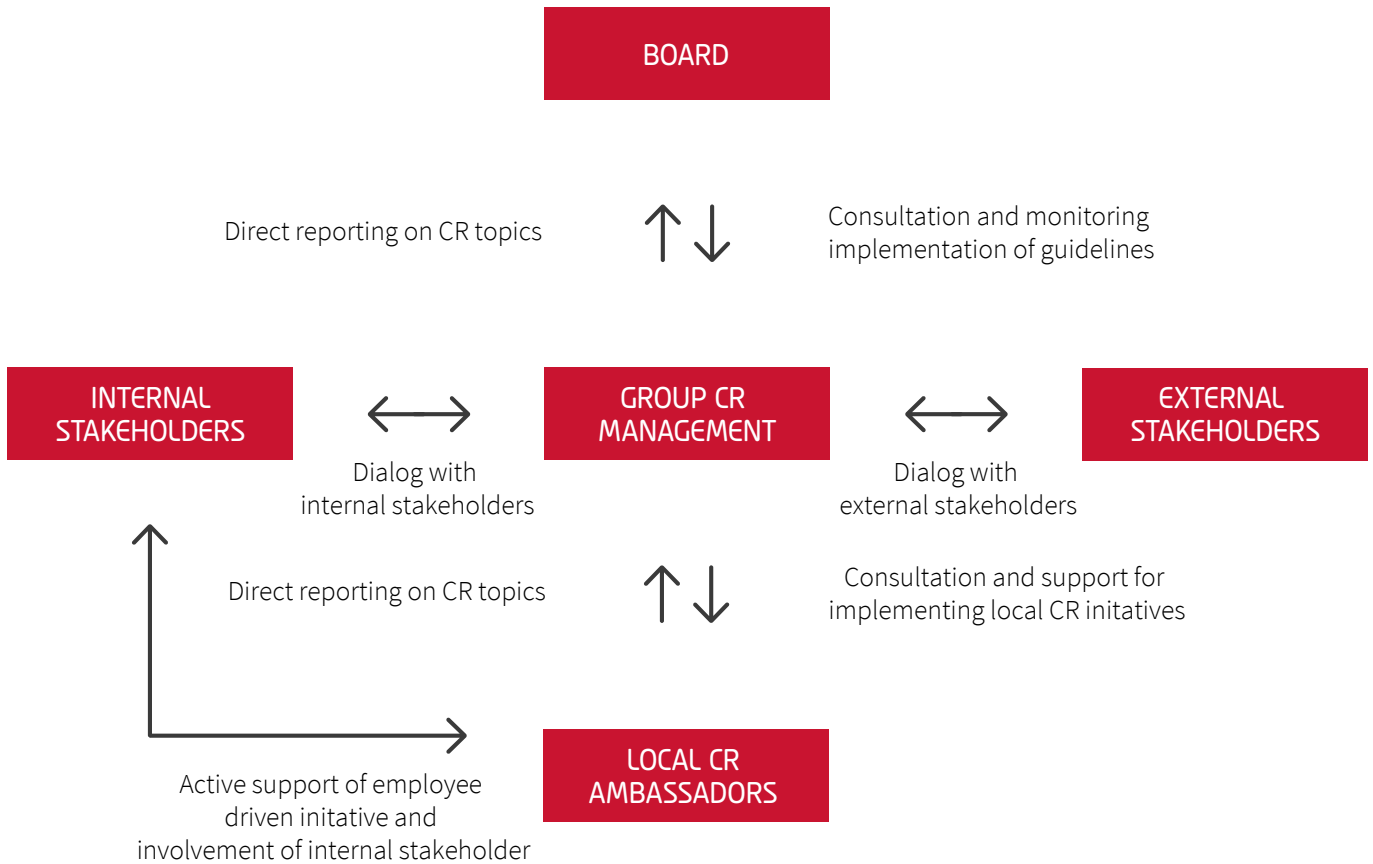 BOARD
Direct reporting on CR topics
Consultation and monitoring
implementation of guidelines
INTERNAL
STAKEHOLDERS
GROUP CR
MANAGEMENT
EXTERNAL
STAKEHOLDERS
Dialog with
internal stakeholders
Dialog with
external stakeholders
Direct reporting on CR topics
Consultation and support for
implementing local CR initatives
LOCAL CR
AMBASSADORS
Active support of employee
driven initative and
involvement of internal stakeholder